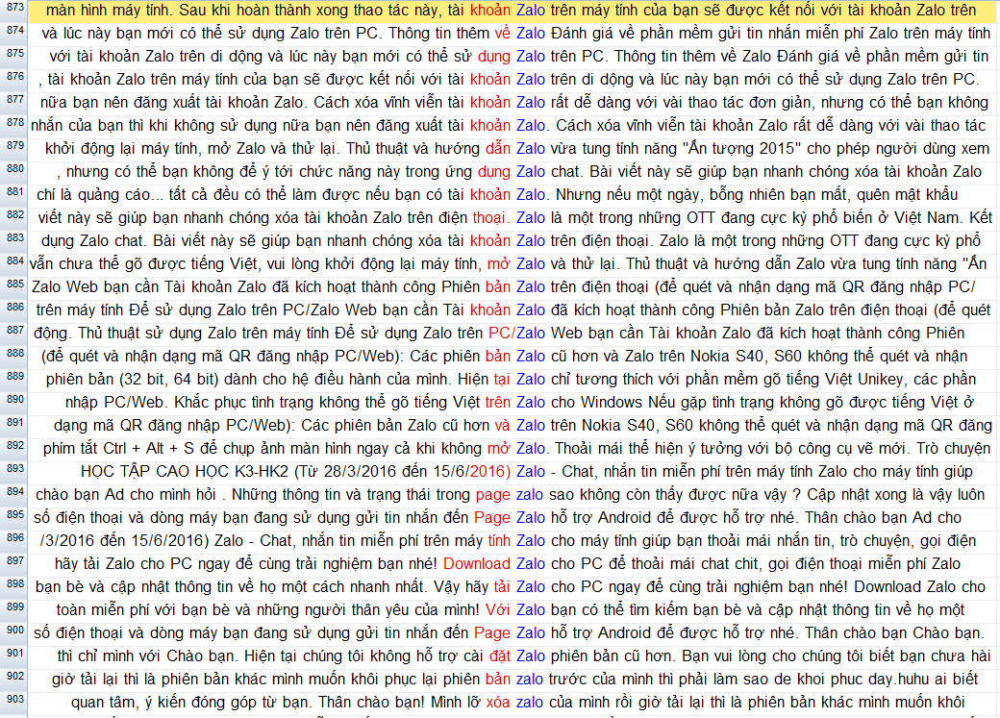 873 màn hình máy tính. Sau khi hoàn thành xong thao tác này, tài khoản Zalo trên máy tính của bạn sẽ được kết nối với tài khoản Zalo trên
874 và lúc này bạn mới có thể sử dụng Zalo trên PC. Thông tin thêm về Zalo Đánh giá về phần mềm gửi tin nhắn miễn phí Zalo trên máy tính
875 với tài khoản Zalo trên di dộng và lúc này bạn mới có thể sử dụng Zalo trên PC. Thông tin thêm về Zalo Đánh giá về phần mềm gửi tin
876 , tài khoản Zalo trên máy tính của bạn sẽ được kết nối với tài khoản Zalo trên di dộng và lúc này bạn mới có thể sử dụng Zalo trên PC.
877 nữa bạn nên đăng xuất tài khoản Zalo. Cách xóa vĩnh viễn tài khoản Zalo rất dễ dàng với vài thao tác đơn giản, nhưng có thể bạn không
878 nhắn của bạn thì khi không sử dụng nữa bạn nên đăng xuất tài khoản Zalo. Cách xóa vĩnh viễn tài khoản Zalo rất dễ dàng với vài thao tác
879 khởi động lại máy tính, mở Zalo và thử lại. Thủ thuật và hướng dẫn Zalo vừa tung tính năng "Ấn tượng 2015" cho phép người dùng xem
880 , nhưng có thể bạn không để ý tới chức năng này trong ứng dụng Zalo chat. Bài viết này sẽ giúp bạn nhanh chóng xóa tài khoản Zalo
881 chí là quảng cáo... tất cả đều có thể làm được nếu bạn có tài khoản Zalo. Nhưng nếu một ngày, bỗng nhiên bạn mất, quên mật khẩu
882 viết này sẽ giúp bạn nhanh chóng xóa tài khoản Zalo trên điện thoại. Zalo là một trong những OTT đang cực kỳ phổ biến ở Việt Nam. Kết
883 dụng Zalo chat. Bài viết này sẽ giúp bạn nhanh chóng xóa tài khoản Zalo trên điện thoại. Zalo là một trong những OTT đang cực kỳ phổ
884 vẫn chưa thể gõ được tiếng Việt, vui lòng khởi động lại máy tính, mở Zalo và thử lại. Thủ thuật và hướng dẫn Zalo vừa tung tính năng "Ấn
885 Zalo Web bạn cần Tài khoản Zalo đã kích hoạt thành công Phiên bản Zalo trên điện thoại (để quét và nhận dạng mã QR đăng nhập PC/
886 trên máy tính Để sử dụng Zalo trên PC/Zalo Web bạn cần Tài khoản Zalo đã kích hoạt thành công Phiên bản Zalo trên điện thoại (để quét
887 động. Thủ thuật sử dụng Zalo trên máy tính Để sử dụng Zalo trên PC/Zalo Web bạn cần Tài khoản Zalo đã kích hoạt thành công Phiên
888 (để quét và nhận dạng mã QR đăng nhập PC/Web): Các phiên bản Zalo cũ hơn và Zalo trên Nokia S40, S60 không thể quét và nhận
889 phiên bản (32 bit, 64 bit) dành cho hệ điều hành của mình. Hiện tại Zalo chỉ tương thích với phần mềm gõ tiếng Việt Unikey, các phần
890 nhập PC/Web. Khắc phục tình trạng không thể gõ tiếng Việt trên Zalo cho Windows Nếu gặp tình trạng không gõ được tiếng Việt ở
891 dạng mã QR đăng nhập PC/Web): Các phiên bản Zalo cũ hơn và Zalo trên Nokia S40, S60 không thể quét và nhận dạng mã QR đăng
892 phím tắt Ctrl + Alt + S để chụp ảnh màn hình ngay cả khi không mở Zalo. Thoải mái thể hiện ý tưởng với bộ công cụ vẽ mới. Trò chuyện
893 HỌC TẬP CAO HỌC K3-HK2 (Từ 28/3/2016 đến 15/6/2016) Zalo - Chat, nhắn tin miễn phí trên máy tính Zalo cho máy tính giúp
894 chào bạn Ad cho mình hỏi . Những thông tin và trạng thái trong page zalo sao không còn thấy được nữa vậy ? Cập nhật xong là vậy luôn
895 số điện thoại và dòng máy bạn đang sử dụng gửi tin nhắn đến Page Zalo hỗ trợ Android để được hỗ trợ nhé. Thân chào bạn Ad cho
896 /3/2016 đến 15/6/2016) Zalo - Chat, nhắn tin miễn phí trên máy tính Zalo cho máy tính giúp bạn thoải mái nhắn tin, trò chuyện, gọi điện
897 hãy tải Zalo cho PC ngay để cùng trải nghiệm bạn nhé! Download Zalo cho PC để thoải mái chat chit, gọi điện thoại miễn phí Zalo
898 bạn bè và cập nhật thông tin về họ một cách nhanh nhất. Vậy hãy tải Zalo cho PC ngay để cùng trải nghiệm bạn nhé! Download Zalo cho
899 toàn miễn phí với bạn bè và những người thân yêu của mình! Với Zalo bạn có thể tìm kiếm bạn bè và cập nhật thông tin về họ một
900 số điện thoại và dòng máy bạn đang sử dụng gửi tin nhắn đến Page Zalo hỗ trợ Android để được hỗ trợ nhé. Thân chào bạn Chào bạn.
901 thì chỉ mình với Chào bạn. Hiện tại chúng tôi không hỗ trợ cài đặt Zalo phiên bản cũ hơn. Bạn vui lòng cho chúng tôi biết bạn chưa hài
902 giờ tải lại thì là phiên bản khác mình muốn khôi phục lại phiên bản Zalo trước của mình thì phải làm sao de khoi phuc day.huhu ai biết
903 quan tâm, ý kiến đóng góp từ bạn. Thân chào bạn! Mình lỡ xóa zalo của mình rồi giờ tải lại thì là phiên bản khác mình muốn khôi